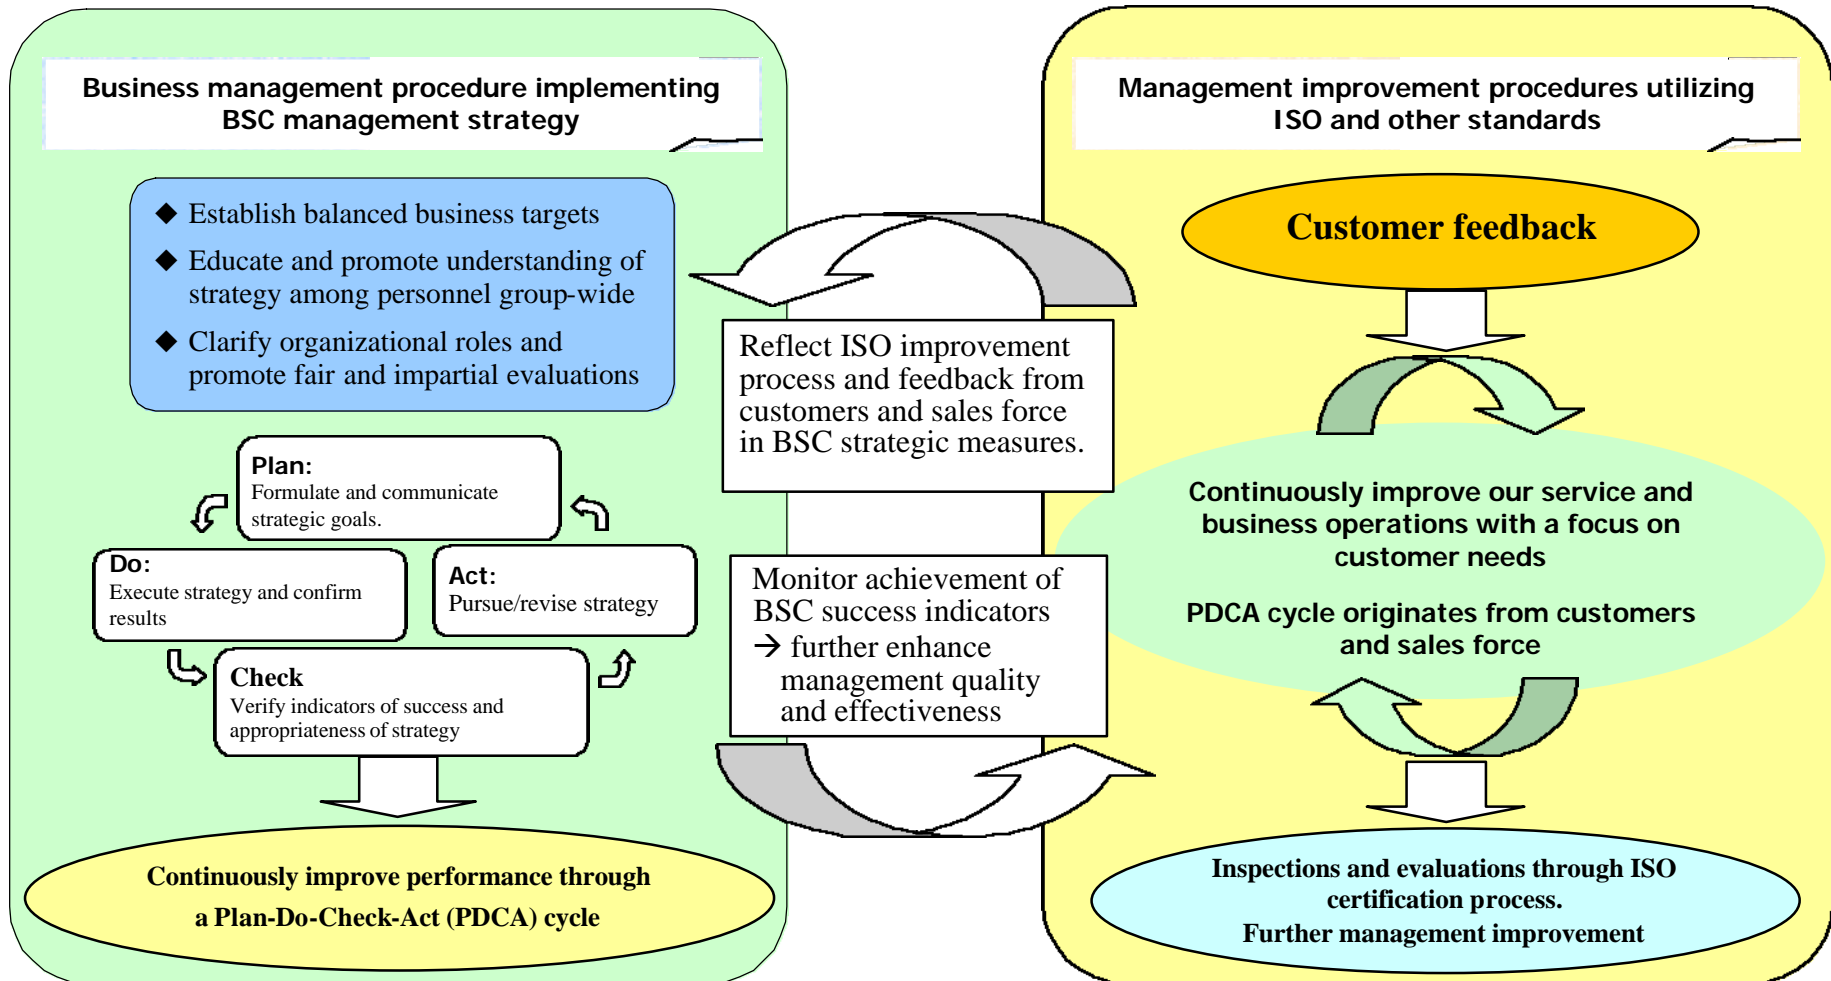 Business management procedure implementing
BSC management strategy
◆ Establish balanced business targets
◆ Educate and promote understanding of
strategy among personnel group-wide
◆ Clarify organizational roles and
promote fair and impartial evaluations
Plan:
Formulate and communicate
strategic goals.
Do:
Execute strategy and confirm
results
Act:
Pursue/revise strategy
Check
Verify indicators of success and
appropriateness of strategy
Continuously improve performance through
a Plan-Do-Check-Act (PDCA) cycle
Reflect ISO improvement
process and feedback from
customers and sales force
in BSC strategic measures.
Monitor achievement of
BSC success indicators
→ further enhance
management quality
and effectiveness
Management improvement procedures utilizing
ISO and other standards
Customer feedback
Continuously improve our service and
business operations with a focus on
customer needs
PDCA cycle originates from customers
and sales force
Inspections and evaluations through ISO
certification process.
Further management improvement